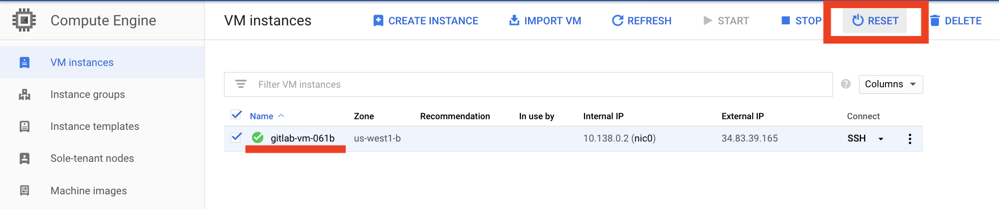 Compute Engine
VM instances
CREATE INSTANCE
IMPORT VM
REFRESH
START
STOP
RESET
DELETE
VM instances
Instance groups
Instance templates
Sole-tenant nodes
Machine images
Filter VM instances
?
Columns
Name Zone Recommendation In use by Internal IP External IP Connect
gitlab-vm-061b us-west1-b 10.138.0.2 (nic0) 34.83.39.165 SSH